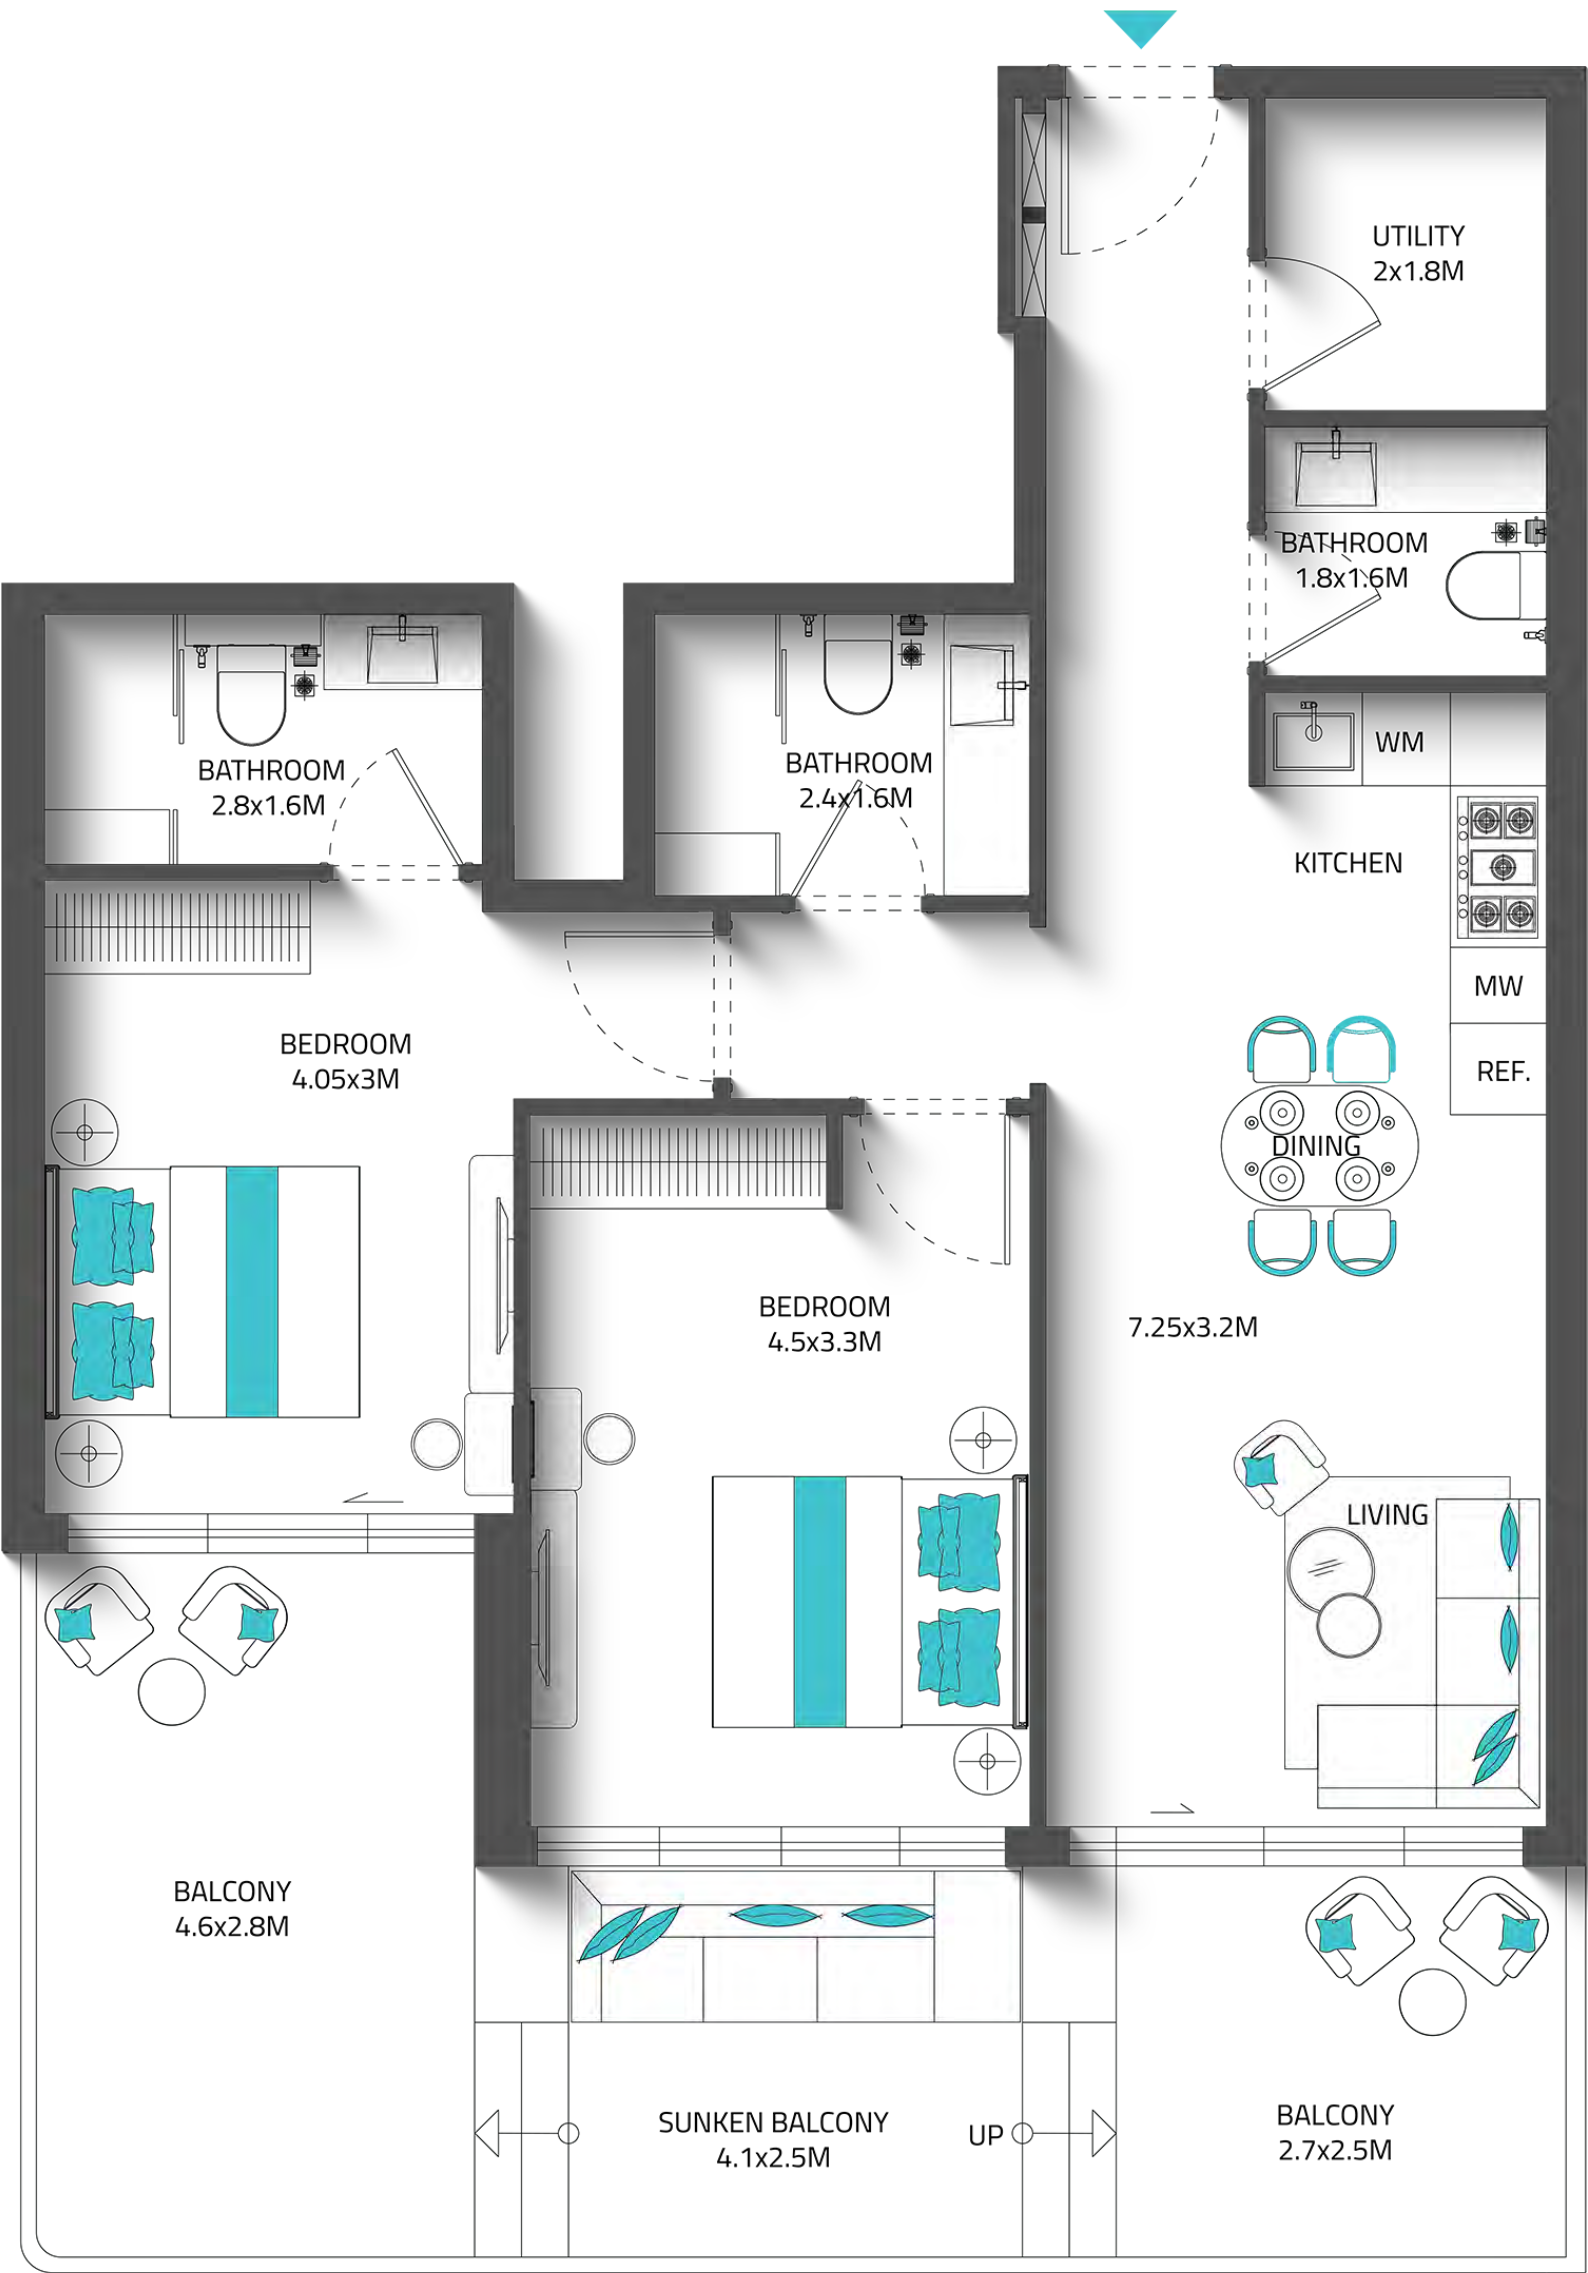 UTILITY
2x1.8M
BATHROOM
1.8x1.6M
BATHROOM
2.8x1.6M
BATHROOM
2.4x1.6M
WM
KITCHEN
MW
REF.
BEDROOM
4.05x3M
DINING
BEDROOM
4.5x3.3M
7.25x3.2M
LIVING
BALCONY
4.6x2.8M
SUNKEN BALCONY
4.1x2.5M
UP
BALCONY
2.7x2.5M